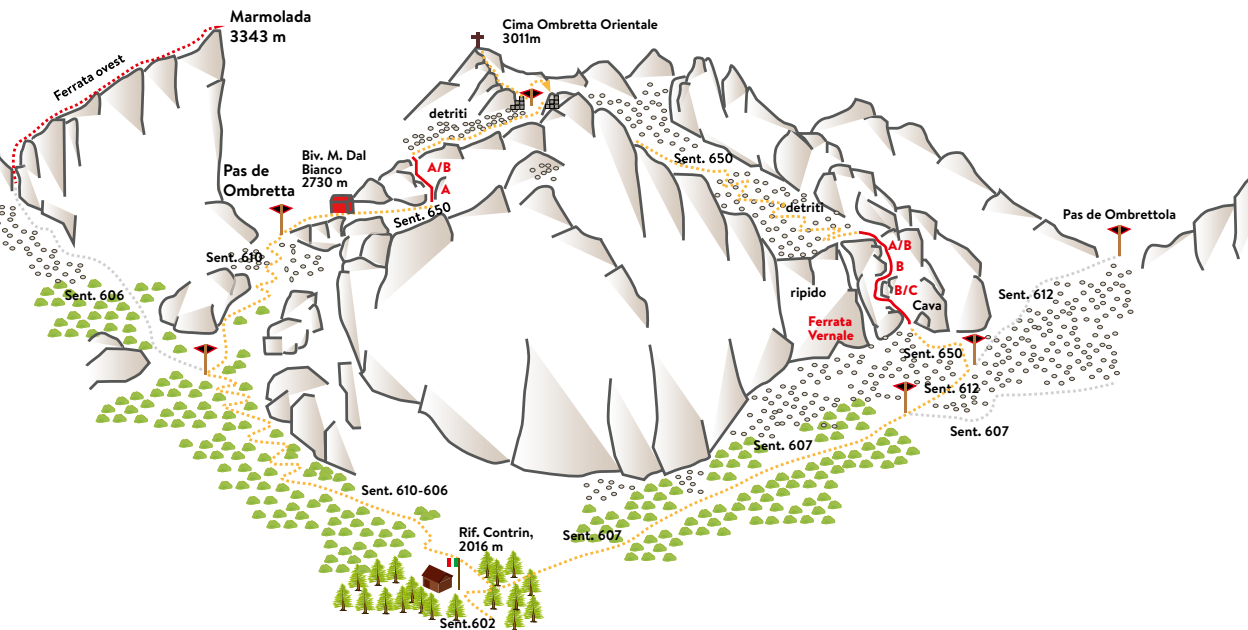 Marmolada
3343 m
Ferrata ovest
Cima Ombretta Orientale
3011m
detriti
Biv. M. Dal
Bianco
2730 m
Pas de
Ombretta
A/B
A
Sent. 650
Sent. 650
detriti
Pas de Ombrettola
Sent. 610
Sent. 606
A/B
B
B/C
ripido
Cava
Sent. 612
Ferrata
Vernale
Sent. 650
Sent. 612
Sent. 607
Sent. 607
Sent. 610-606
Rif. Contrin,
2016 m
Sent. 607
Sent.602